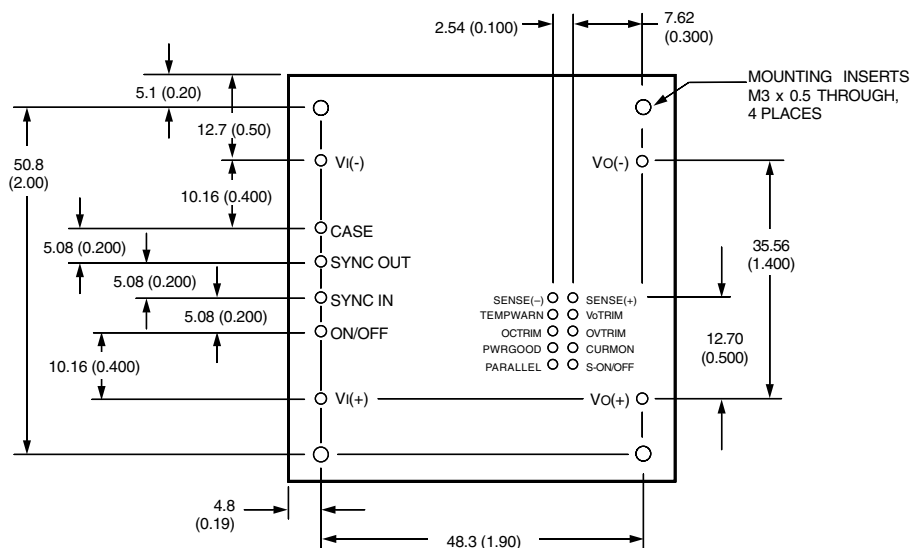 2.54 (0.100)
7.62
(0.300)
5.1 (0.20)
12.7 (0.50)
MOUNTING INSERTS
M3 x 0.5 THROUGH,
4 PLACES
50.8
(2.00)
VI(-)
VO(-)
10.16 (0.400)
CASE
5.08 (0.200)
SYNC OUT
35.56
(1.400)
5.08 (0.200)
SYNC IN
SENSE(–)
SENSE(+)
5.08 (0.200)
TEMPWARN
VoTRIM
ON/OFF
OCTRIM
OVTRIM
12.70
(0.500)
PWRGOOD
CURMON
10.16 (0.400)
PARALLEL
S-ON/OFF
VI(+)
VO(+)
4.8
(0.19)
48.3 (1.90)